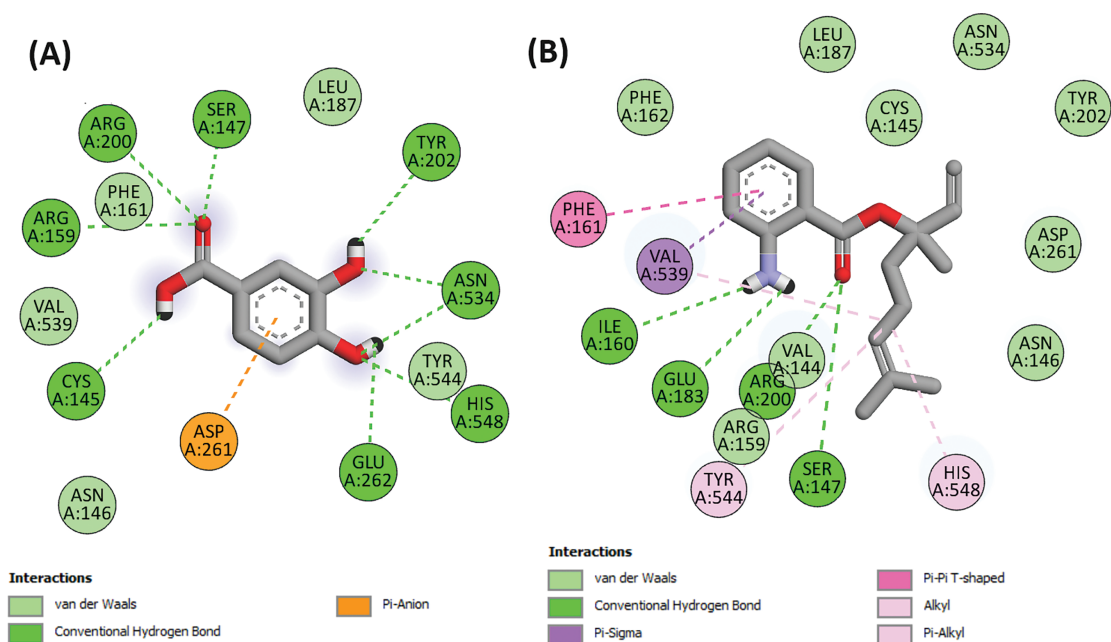 (A)
LEU
A:187
SER
A:147
ARG
A:200
TYR
A:202
PHE
A:161
ARG
A:159
ASN
A:534
VAL
A:539
TYR
A:544
CYS
A:145
HIS
A:548
ASP
A:261
GLU
A:262
ASN
A:146
Interactions
van der Waals
Conventional Hydrogen Bond
Pi-Anion
(B)
LEU
A:187
ASN
A:534
PHE
A:162
CYS
A:145
TYR
A:202
PHE
A:161
VAL
A:539
ASP
A:261
ILE
A:160
VAL
A:144
ASN
A:146
GLU
A:183
ARG
A:200
ARG
A:159
TYR
A:544
SER
A:147
HIS
A:548
Interactions
van der Waals
Conventional Hydrogen Bond
Pi-Sigma
Pi-Pi T-shaped
Alkyl
Pi-Alkyl